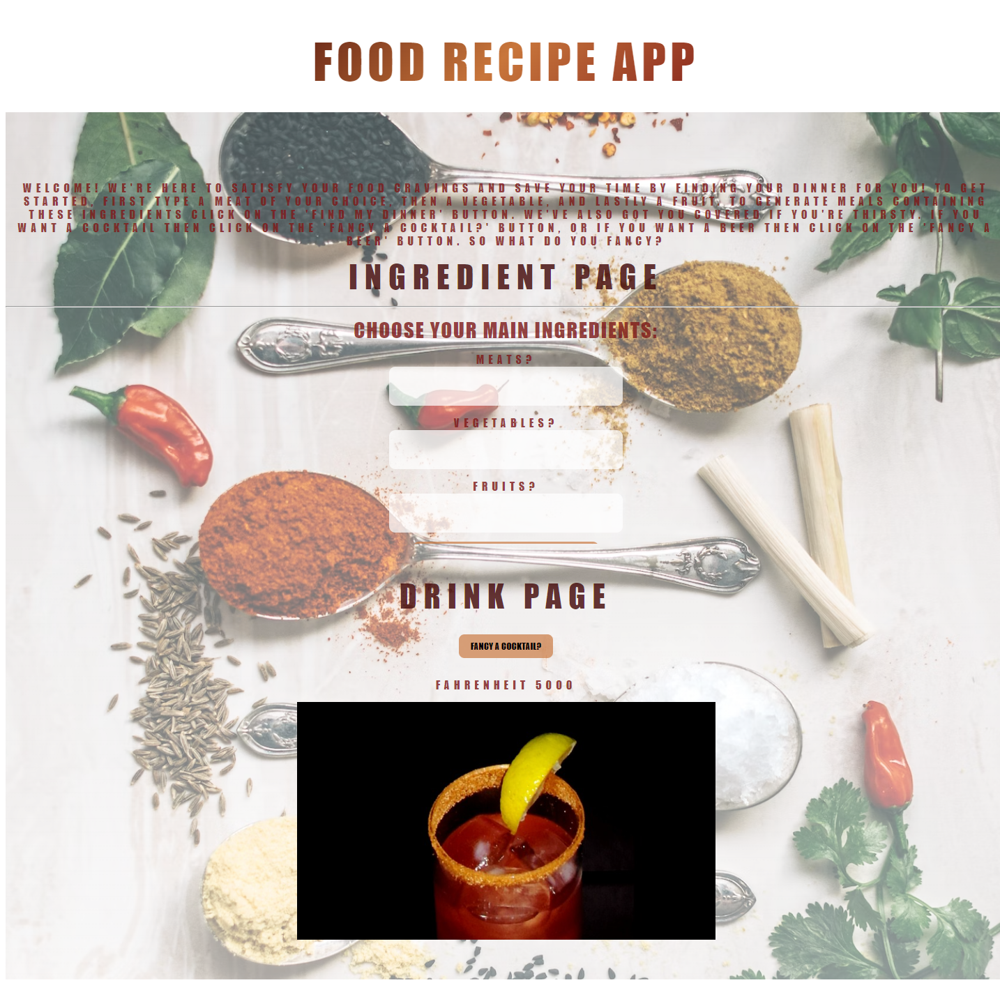 FOOD RECIPE APP
WELCOME! WE'RE HERE TO SATISFY YOUR FOOD CRAVINGS AND SAVE YOUR TIME BY FINDING YOUR DINNER FOR YOU! TO GET
STARTED, FIRST TYPE A MEAT OF YOUR CHOICE, THEN A VEGETABLE, AND LASTLY A FRUIT, TO GENERATE MEALS CONTAINING
THESE INGREDIENTS CLICK ON THE 'FIND MY DINNER' BUTTON. WE'VE ALSO GOT YOU COVERED IF YOU'RE THIRSTY. IF YOU
WANT A COCKTAIL THEN CLICK ON THE 'FANCY A COCKTAIL?' BUTTON, OR IF YOU WANT A BEER THEN CLICK ON THE 'FANCY A
BEER' BUTTON. SO WHAT DO YOU FANCY?
INGREDIENT PAGE
CHOOSE YOUR MAIN INGREDIENTS:
MEATS?
VEGETABLES?
FRUITS?
DRINK PAGE
FANCY A COCKTAIL?
FAHRENHEIT 5000